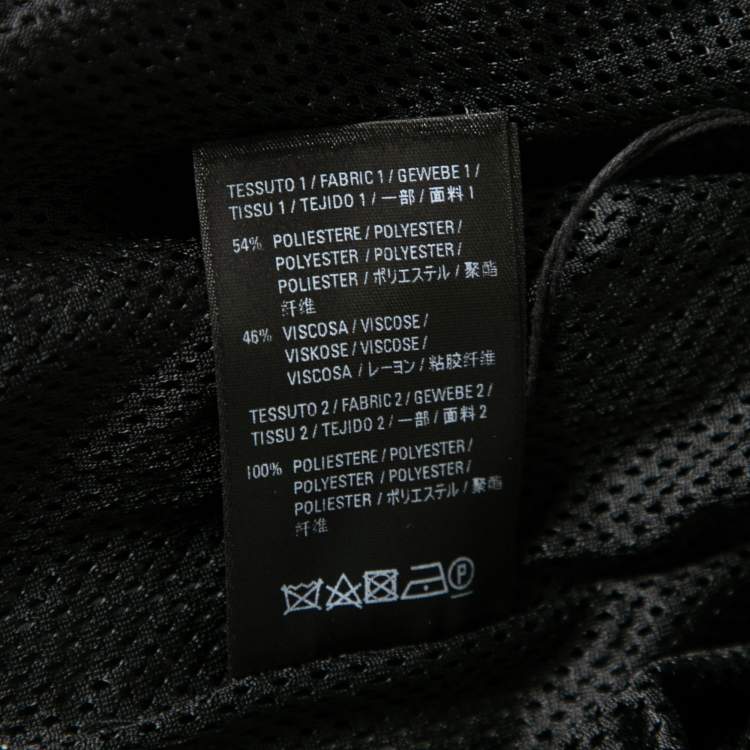 TESSUTO 1 / FABRIC 1 / GEWEBE 1 /
TISSU 1 / TEJIDO 1 / 一部 / 面料 1
54% POLIESTERE / POLYESTER /
POLYESTER / POLYESTER /
POLIESTER / ポリエステル / 聚酯
纤维
46% VISCOSA / VISCOSE /
VISKOSE / VISCOSE /
VISCOSA / レーヨン / 粘胶纤维
TESSUTO 2 / FABRIC 2 / GEWEBE 2 /
TISSU 2 / TEJIDO 2 / 一部 / 面料 2
100% POLIESTERE / POLYESTER /
POLYESTER / POLYESTER /
POLIESTER / ポリエステル / 聚酯
纤维
P